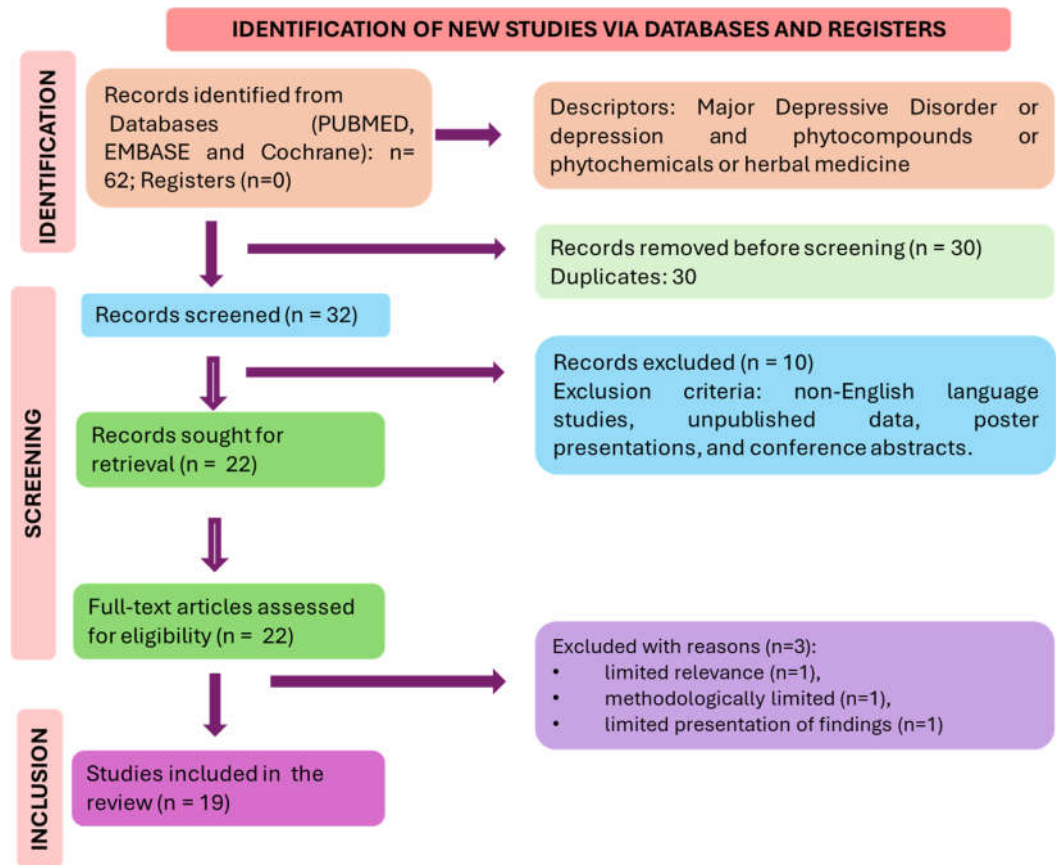 IDENTIFICATION OF NEW STUDIES VIA DATABASES AND REGISTERS
IDENTIFICATION
Records identified from
Databases (PUBMED,
EMBASE and Cochrane): n=
62; Registers (n=0)
Descriptors: Major Depressive Disorder or
depression and phytocompounds or
phytochemicals or herbal medicine
Records removed before screening (n = 30)
Duplicates: 30
SCREENING
Records screened (n = 32)
Records excluded (n = 10)
Exclusion criteria: non-English language
studies, unpublished data, poster
presentations, and conference abstracts.
Records sought for
retrieval (n = 22)
Full-text articles assessed
for eligibility (n = 22)
Excluded with reasons (n=3):
• limited relevance (n=1),
• methodologically limited (n=1),
• limited presentation of findings (n=1)
INCLUSION
Studies included in the
review (n = 19)